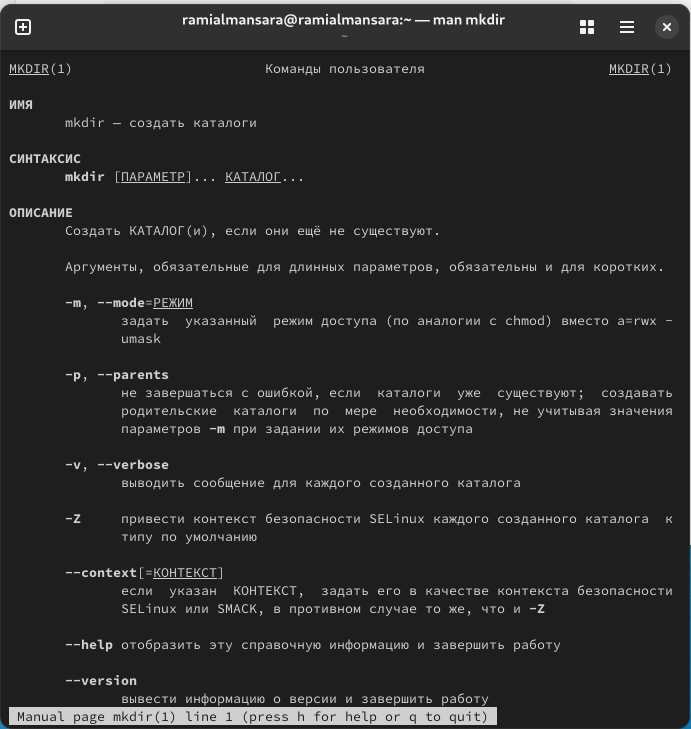 ramialmansara@ramialmansara:~ — man mkdir
~
MKDIR(1) Команды пользователя MKDIR(1)
ИМЯ
mkdir — создать каталоги
СИНТАКСИС
mkdir [ПАРАМЕТР]... КАТАЛОГ...
ОПИСАНИЕ
Создать КАТАЛОГ(и), если они ещё не существуют.
Аргументы, обязательные для длинных параметров, обязательны и для коротких.
-m, --mode=РЕЖИМ
задать указанный режим доступа (по аналогии с chmod) вместо a=rwx -
umask
-p, --parents
не завершаться с ошибкой, если каталоги уже существуют; создавать
родительские каталоги по мере необходимости, не учитывая значения
параметров -m при задании их режимов доступа
-v, --verbose
выводить сообщение для каждого созданного каталога
-Z привести контекст безопасности SELinux каждого созданного каталога к
типу по умолчанию
--context[=КОНТЕКСТ]
если указан КОНТЕКСТ, задать его в качестве контекста безопасности
SELinux или SMACK, в противном случае то же, что и -Z
--help отобразить эту справочную информацию и завершить работу
--version
вывести информацию о версии и завершить работу
Manual page mkdir(1) line 1 (press h for help or q to quit)